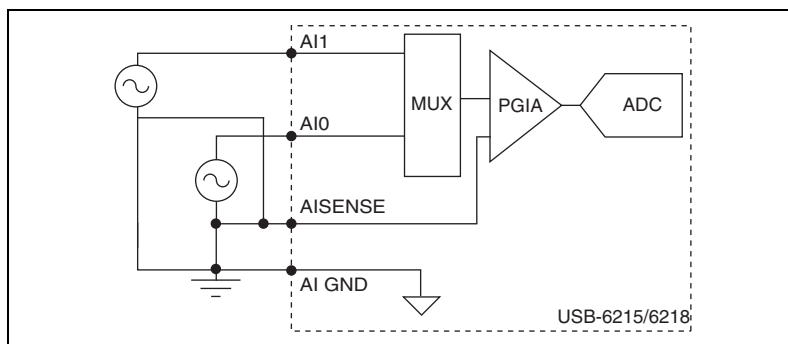 AI1
MUX
PGIA
ADC
AI0
AISENSE
AI GND
USB-6215/6218